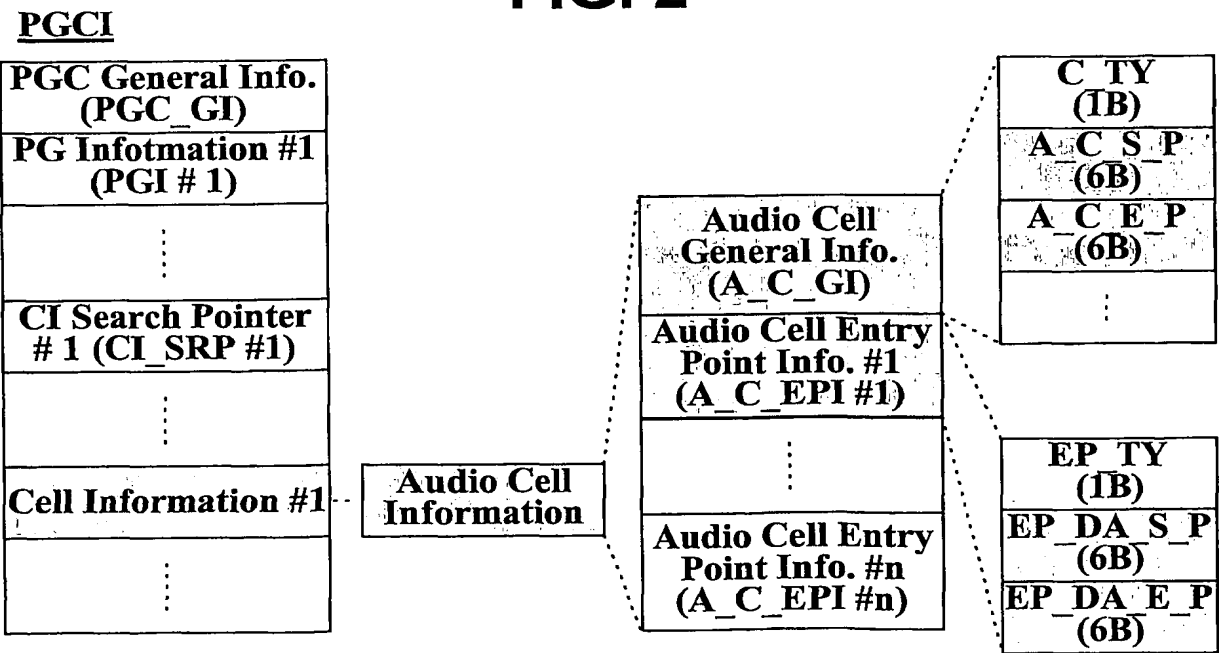 FIG. 2
PGCI
PGC General Info.
(PGC_GI)
PG Infotmation #1
(PGI # 1)
CI Search Pointer
# 1 (CI_SRP #1)
Cell Information #1
Audio Cell
Information
Audio Cell
General Info.
(A_C_GI)
Audio Cell Entry
Point Info. #1
(A_C_EPI #1)
Audio Cell Entry
Point Info. #n
(A_C_EPI #n)
C_TY
(1B)
A_C_S_P
(6B)
A_C_E_P
(6B)
EP_TY
(1B)
EP_DA_S_P
(6B)
EP_DA_E_P
(6B)